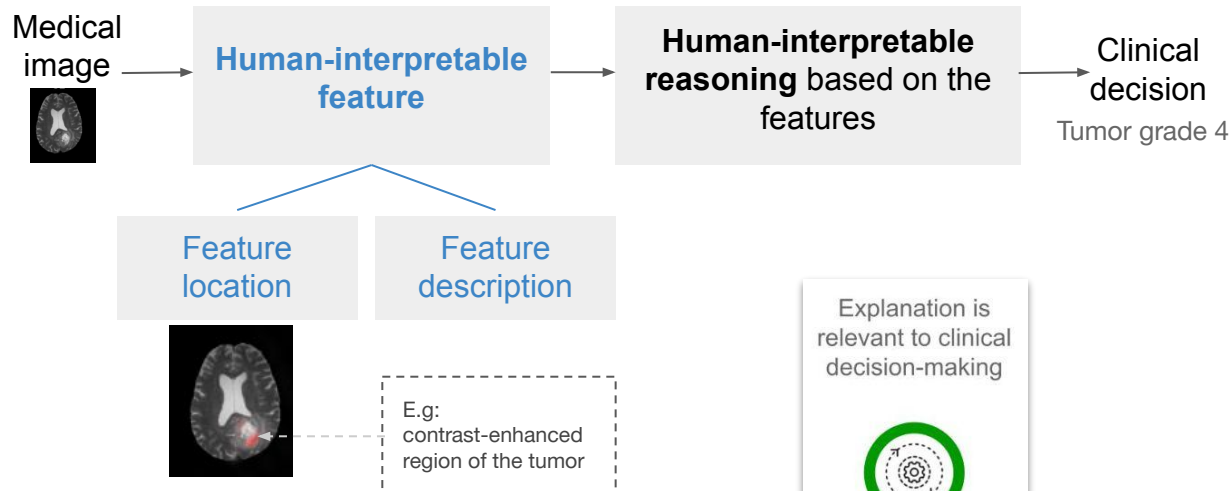 Medical
image
Human-interpretable
feature
Human-interpretable
reasoning based on the
features
Clinical
decision
Tumor grade 4
Feature
location
Feature
description
E.g:
contrast-enhanced
region of the tumor
Explanation is
relevant to clinical
decision-making